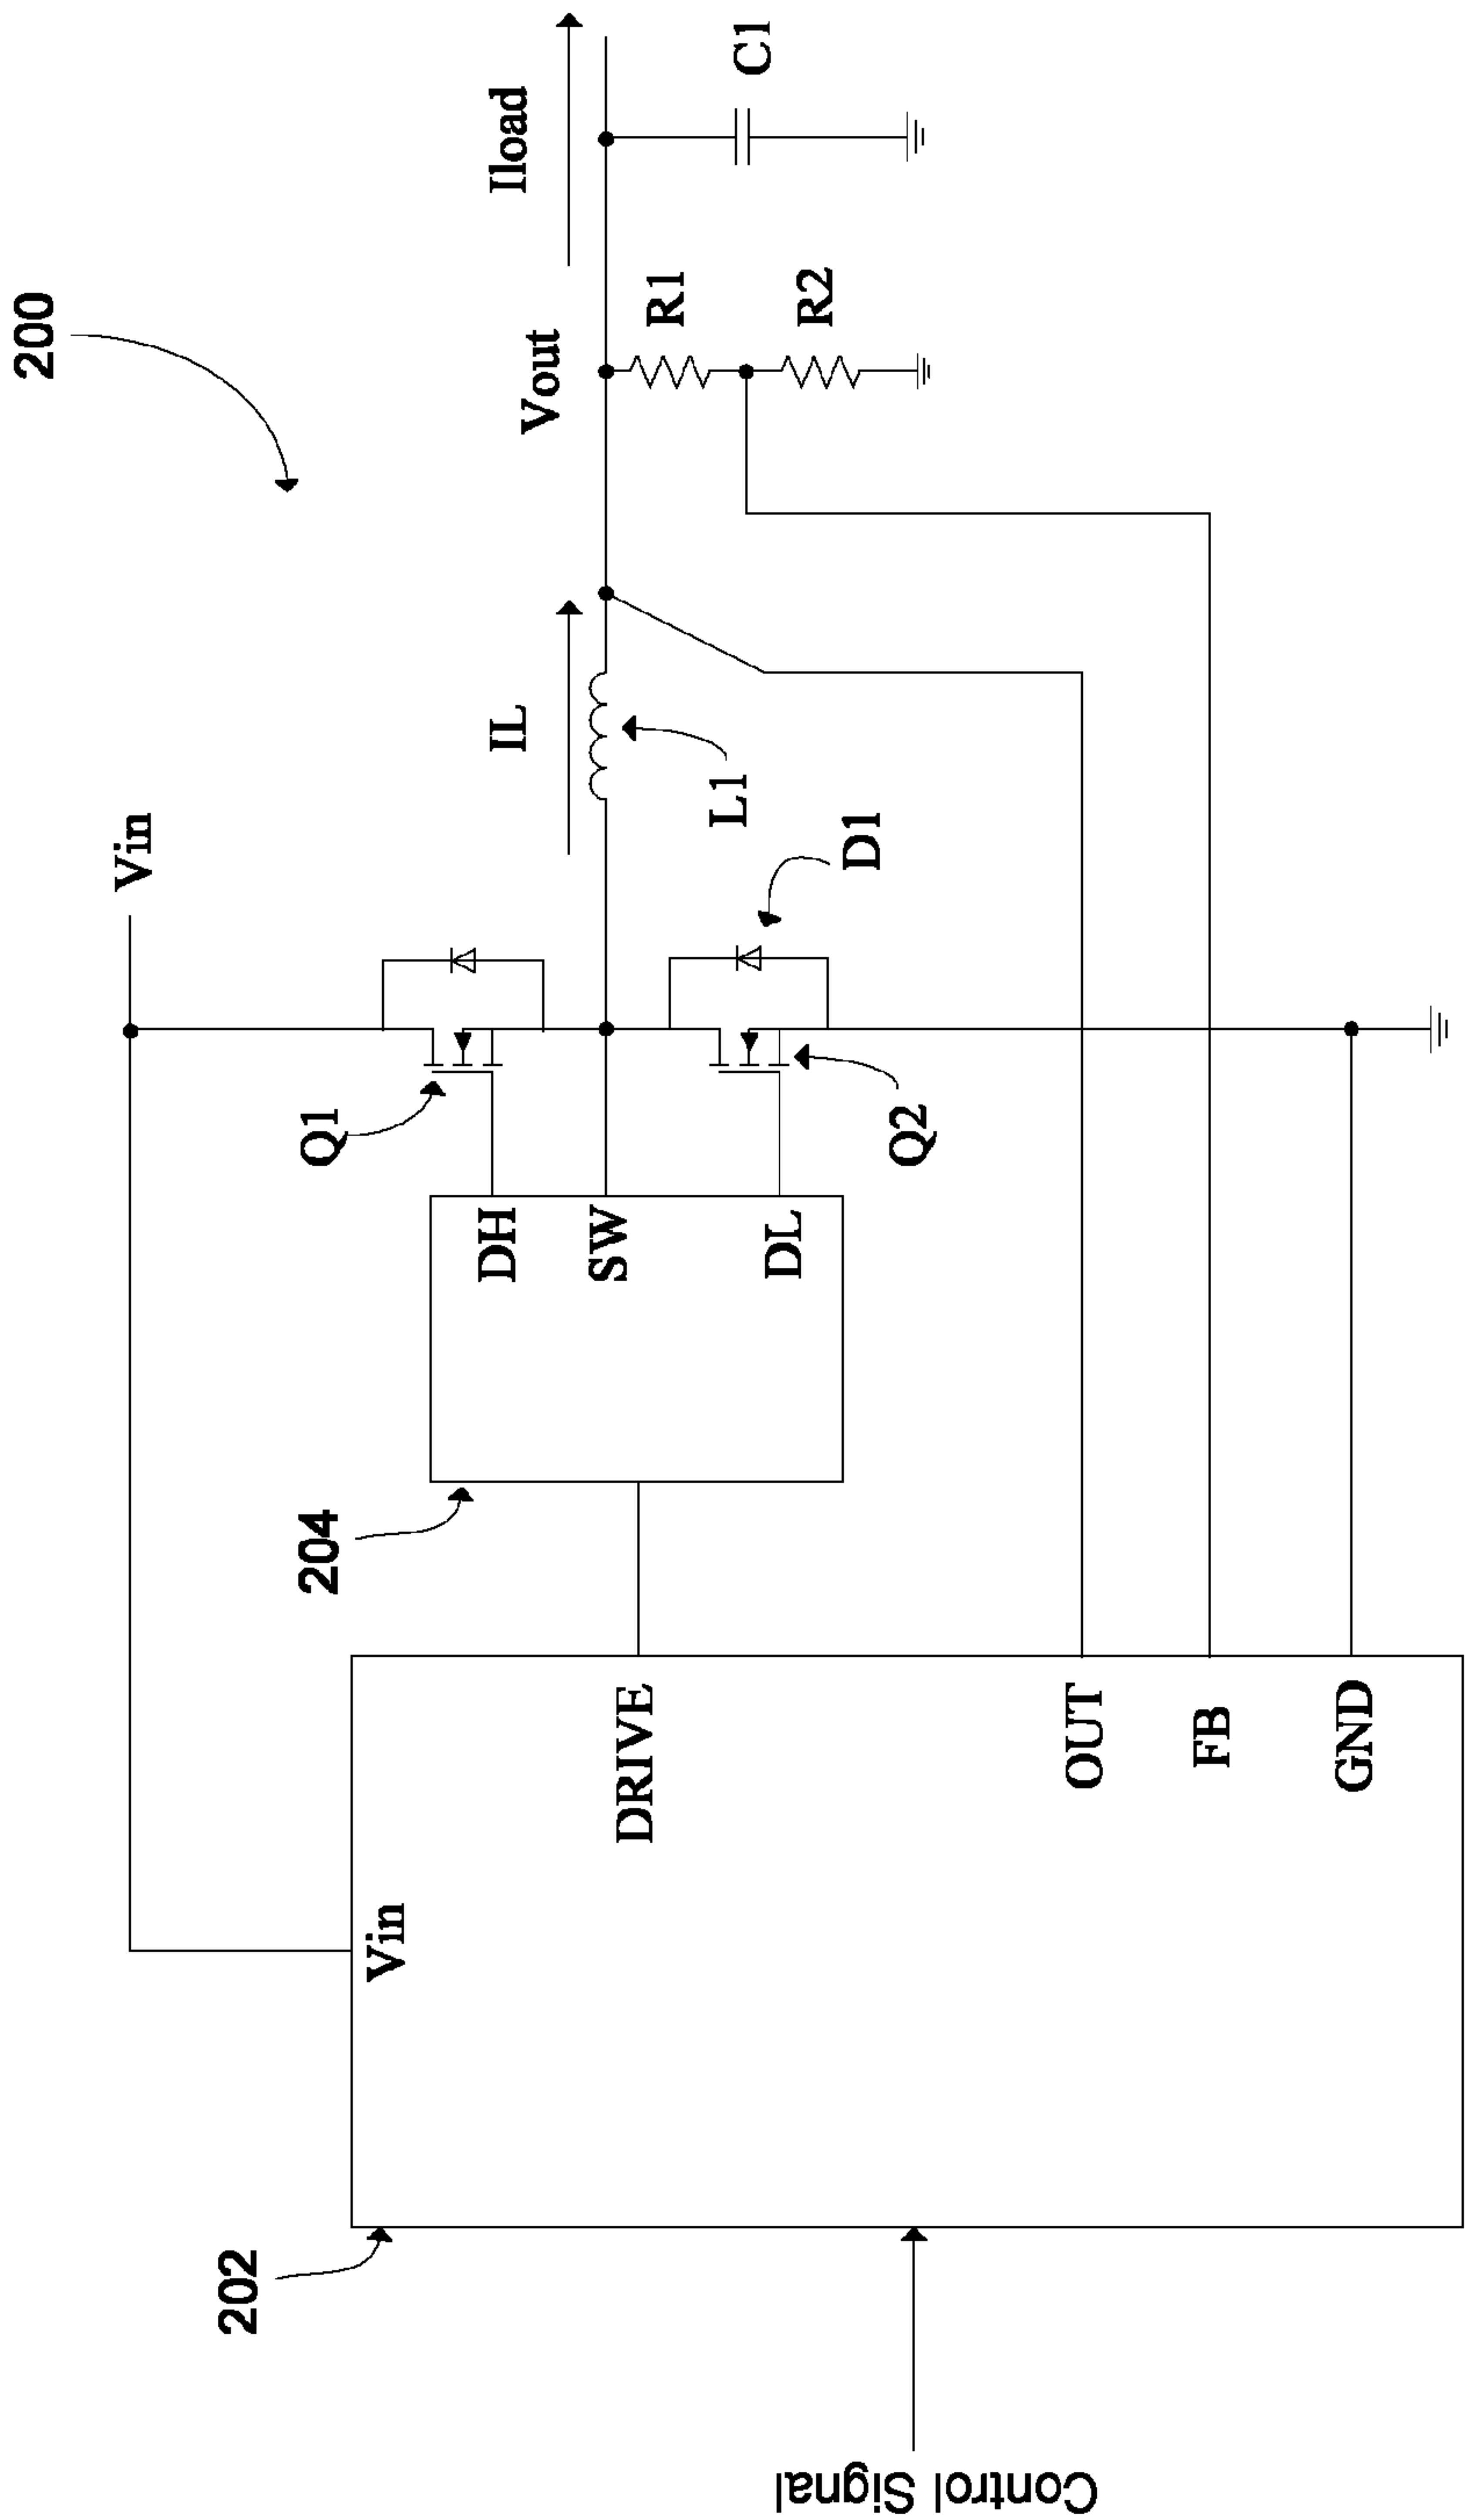 200
Vin
Iload
IL
Vout
C1
Q1
R1
L1
R2
D1
DH
SW
DL
Q2
204
202
Vin
DRIVE
OUT
FB
GND
Control Signal